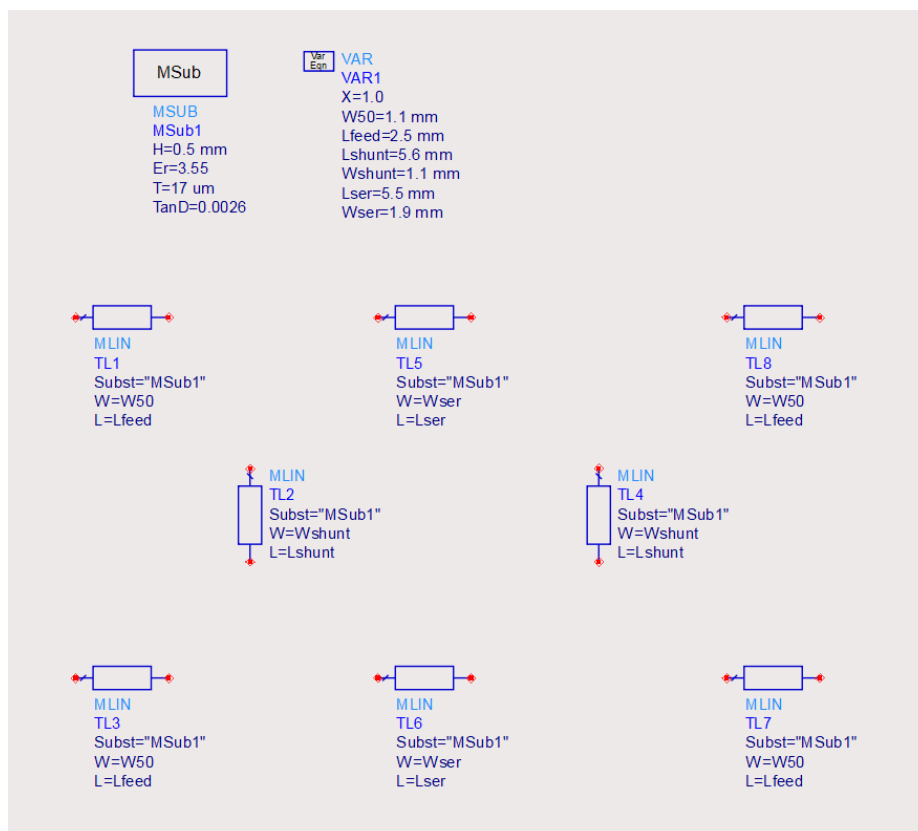 MSub
MSUB
MSub1
H=0.5 mm
Er=3.55
T=17 um
TanD=0.0026
Var
Eqn
VAR
VAR1
X=1.0
W50=1.1 mm
Lfeed=2.5 mm
Lshunt=5.6 mm
Wshunt=1.1 mm
Lser=5.5 mm
Wser=1.9 mm
MLIN
TL1
Subst="MSub1"
W=W50
L=Lfeed
MLIN
TL5
Subst="MSub1"
W=Wser
L=Lser
MLIN
TL8
Subst="MSub1"
W=W50
L=Lfeed
MLIN
TL2
Subst="MSub1"
W=Wshunt
L=Lshunt
MLIN
TL4
Subst="MSub1"
W=Wshunt
L=Lshunt
MLIN
TL3
Subst="MSub1"
W=W50
L=Lfeed
MLIN
TL6
Subst="MSub1"
W=Wser
L=Lser
MLIN
TL7
Subst="MSub1"
W=W50
L=Lfeed